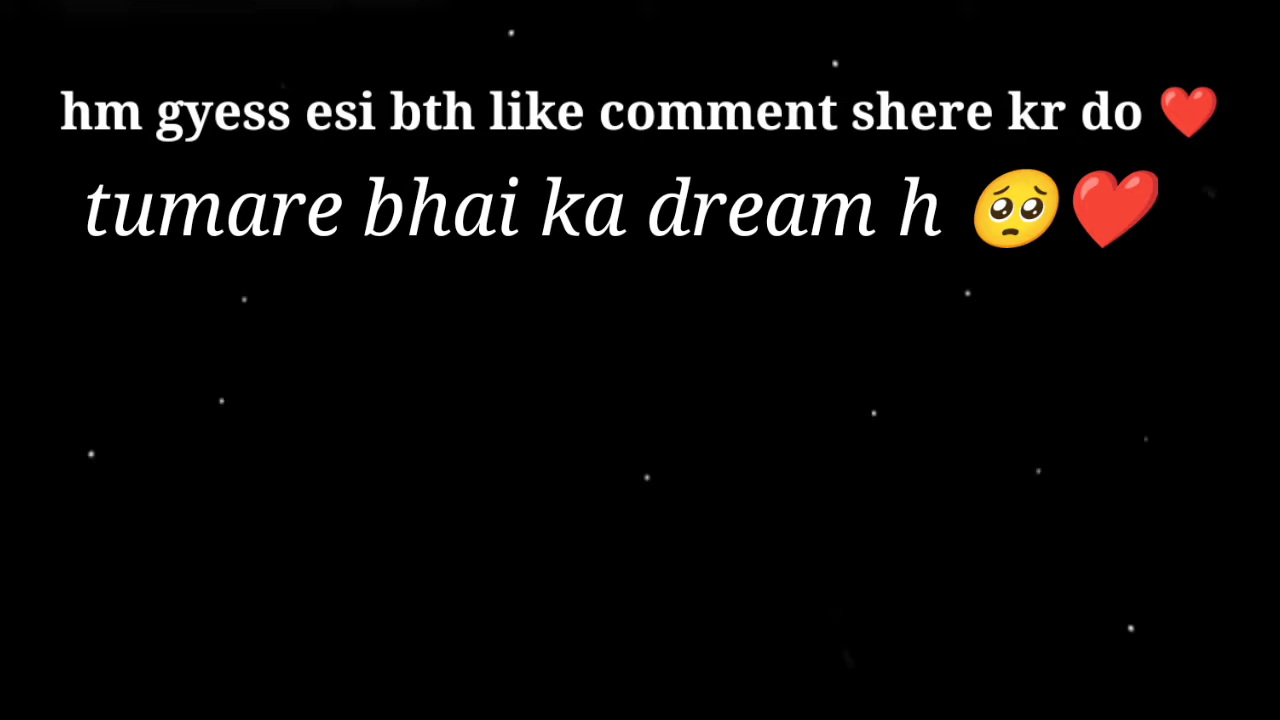 hm gyess esi bth like comment shere kr do ❤️
tumare bhai ka dream h 🥺❤️